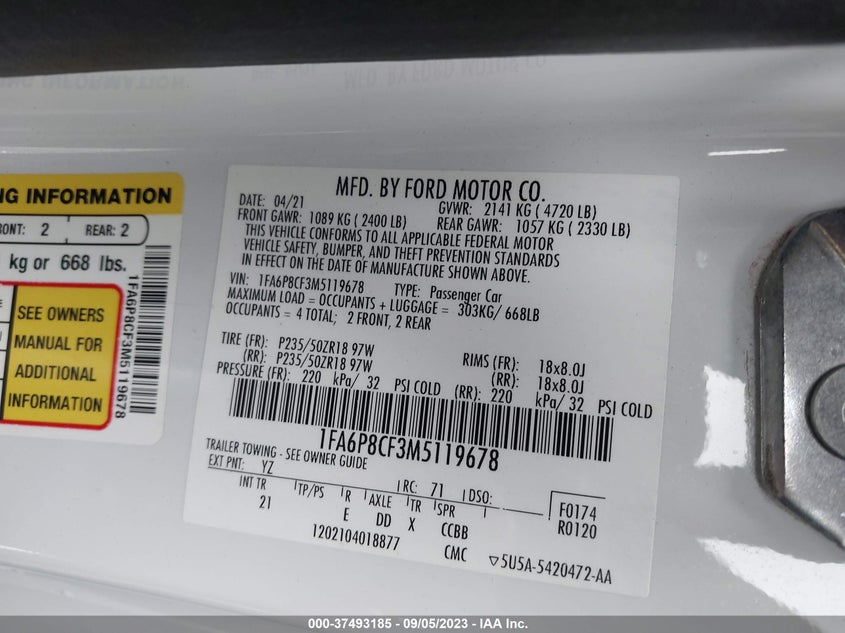 NG INFORMATION
RONT: 2 REAR: 2
kg or 668 lbs.
SEE OWNERS
MANUAL FOR
ADDITIONAL
INFORMATION
1FA6P8CF3M5119678
MFD. BY FORD MOTOR CO.
DATE: 04/21 GVWR: 2141 KG ( 4720 LB)
FRONT GAWR: 1089 KG ( 2400 LB) REAR GAWR: 1057 KG ( 2330 LB)
THIS VEHICLE CONFORMS TO ALL APPLICABLE FEDERAL MOTOR
VEHICLE SAFETY, BUMPER, AND THEFT PREVENTION STANDARDS
IN EFFECT ON THE DATE OF MANUFACTURE SHOWN ABOVE.
VIN: 1FA6P8CF3M5119678 TYPE: Passenger Car
MAXIMUM LOAD = OCCUPANTS + LUGGAGE = 303KG/ 668LB
OCCUPANTS = 4 TOTAL; 2 FRONT, 2 REAR
TIRE (FR): P235/50ZR18 97W RIMS (FR): 18x8.0J
(RR): P235/50ZR18 97W (RR): 18x8.0J
PRESSURE (FR): 220 kPa/ 32 PSI COLD (RR): 220 kPa/ 32 PSI COLD
1FA6P8CF3M5119678
TRAILER TOWING - SEE OWNER GUIDE
EXT PNT: YZ RC: 71 DSO: F0174
INT TR TP/PS R AXLE TR SPR R0120
21 E DD X CCBB
1202104018877 CMC 5U5A-5420472-AA
000-37493185 - 09/05/2023 - IAA Inc.